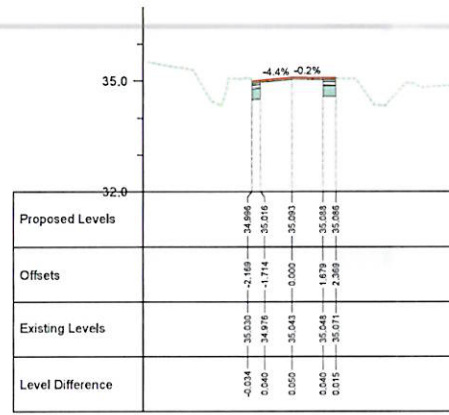 -4.4% -0.2%
35.0
32.0
Proposed Levels 34.996 35.016 35.093 35.088 35.086
Offsets -2.169 -1.714 0.000 1.679 2.369
Existing Levels 35.030 34.976 35.043 35.048 35.071
Level Difference -0.034 0.040 0.050 0.040 0.015